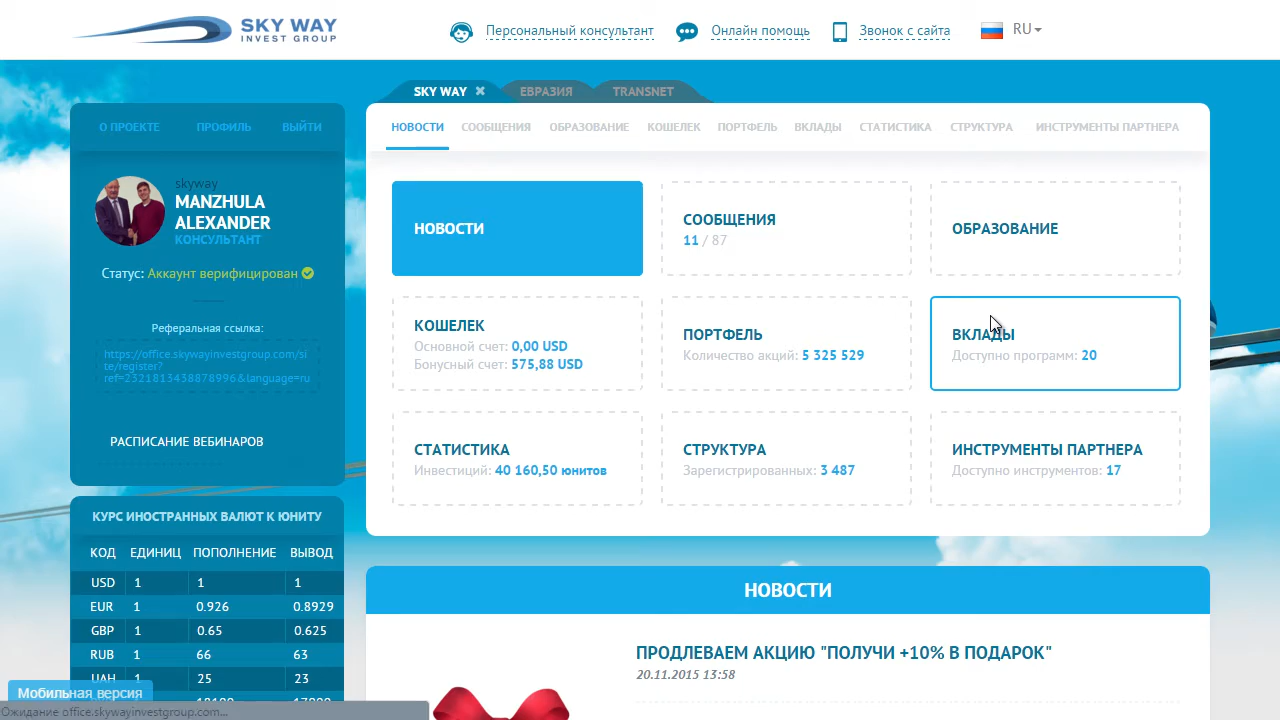 SKY WAY
INVEST GROUP
Персональный консультант
Онлайн помощь
Звонок с сайта
RU
SKY WAY
ЕВРАЗИЯ
TRANSNET
О ПРОЕКТЕ
ПРОФИЛЬ
ВЫЙТИ
skyway
MANZHULA
ALEXANDER
КОНСУЛЬТАНТ
Статус: Аккаунт верифицирован
Реферальная ссылка:
https://office.skywayinvestgroup.com/si
te/register?
ref=2321813438878996&language=ru
РАСПИСАНИЕ ВЕБИНАРОВ
КУРС ИНОСТРАННЫХ ВАЛЮТ К ЮНИТУ
КОД ЕДИНИЦ ПОПОЛНЕНИЕ ВЫВОД
USD 1 1 1
EUR 1 0.926 0.8929
GBP 1 0.65 0.625
RUB 1 66 63
UAH 1 25 23
Мобильная версия
Ожидание office.skywayinvestgroup.com...
НОВОСТИ
СООБЩЕНИЯ
ОБРАЗОВАНИЕ
КОШЕЛЕК
ПОРТФЕЛЬ
ВКЛАДЫ
СТАТИСТИКА
СТРУКТУРА
ИНСТРУМЕНТЫ ПАРТНЕРА
НОВОСТИ
СООБЩЕНИЯ
11 / 87
ОБРАЗОВАНИЕ
КОШЕЛЕК
Основной счет: 0,00 USD
Бонусный счет: 575,88 USD
ПОРТФЕЛЬ
Количество акций: 5 325 529
ВКЛАДЫ
Доступно программ: 20
СТАТИСТИКА
Инвестиций: 40 160,50 юнитов
СТРУКТУРА
Зарегистрированных: 3 487
ИНСТРУМЕНТЫ ПАРТНЕРА
Доступно инструментов: 17
НОВОСТИ
ПРОДЛЕВАЕМ АКЦИЮ "ПОЛУЧИ +10% В ПОДАРОК"
20.11.2015 13:58